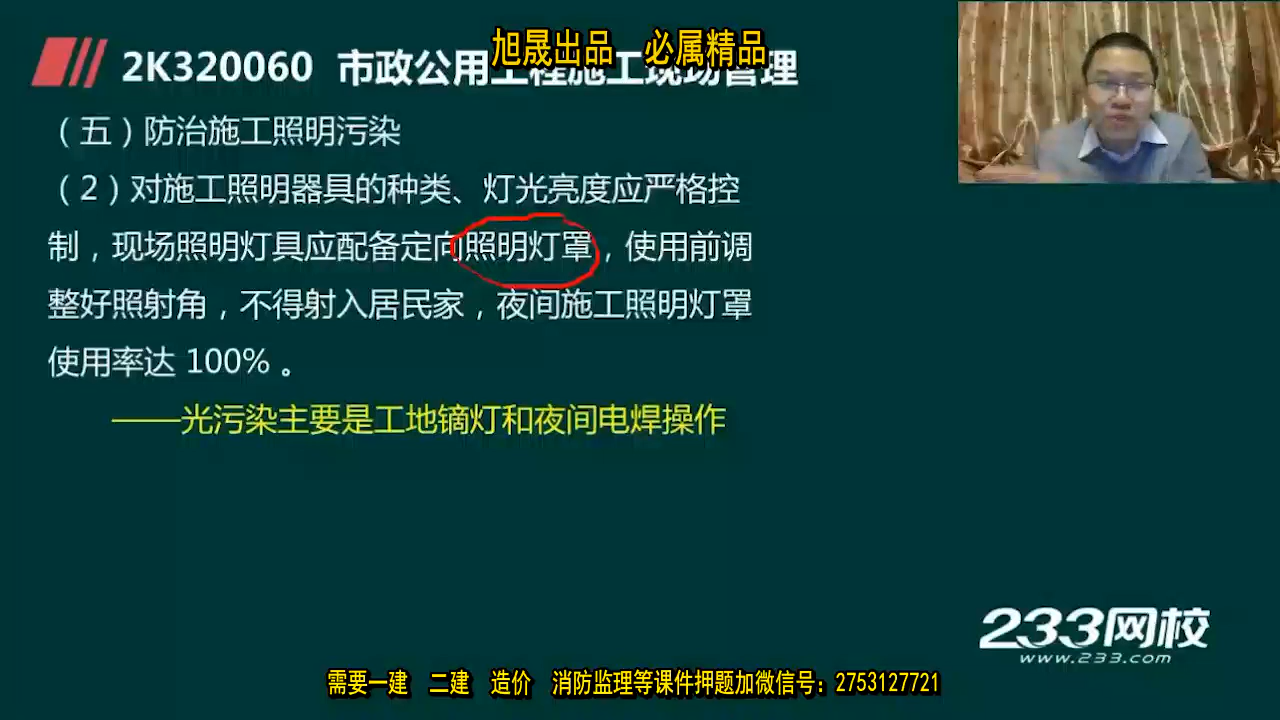 旭晟出品 必属精品
2K320060 市政公用工程施工现场管理
（五）防治施工照明污染
（2）对施工照明器具的种类、灯光亮度应严格控
制，现场照明灯具应配备定向照明灯罩，使用前调
整好照射角，不得射入居民家，夜间施工照明灯罩
使用率达 100% 。
——光污染主要是工地镝灯和夜间电焊操作
233网校
www.233.com
需要一建 二建 造价 消防监理等课件押题加微信号：2753127721